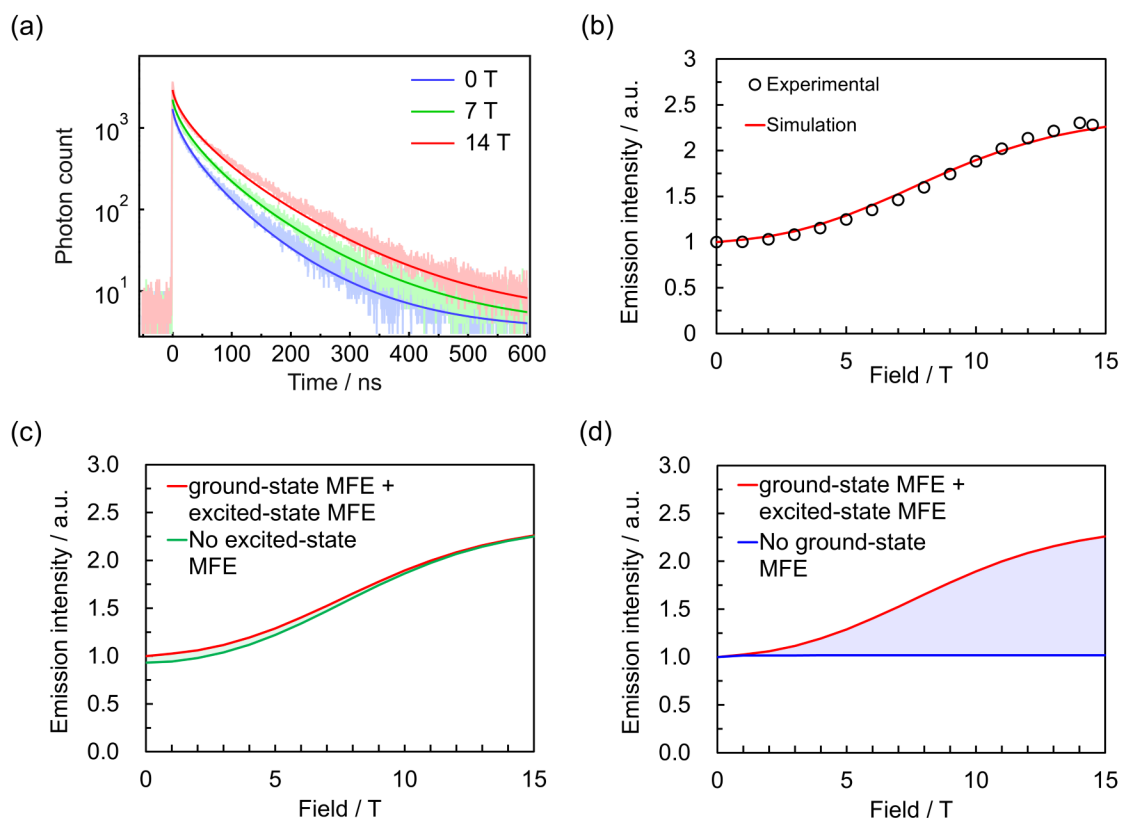 (a)
0 T
7 T
14 T
10³
10²
10¹
Photon count
0 100 200 300 400 500 600
Time / ns
(b)
Experimental
Simulation
3
2.5
2
1.5
1
0.5
0
Emission intensity / a.u.
0 5 10 15
Field / T
(c)
ground-state MFE +
excited-state MFE
No excited-state
MFE
3.0
2.5
2.0
1.5
1.0
0.5
0.0
Emission intensity / a.u.
0 5 10 15
Field / T
(d)
ground-state MFE +
excited-state MFE
No ground-state
MFE
3.0
2.5
2.0
1.5
1.0
0.5
0.0
Emission intensity / a.u.
0 5 10 15
Field / T